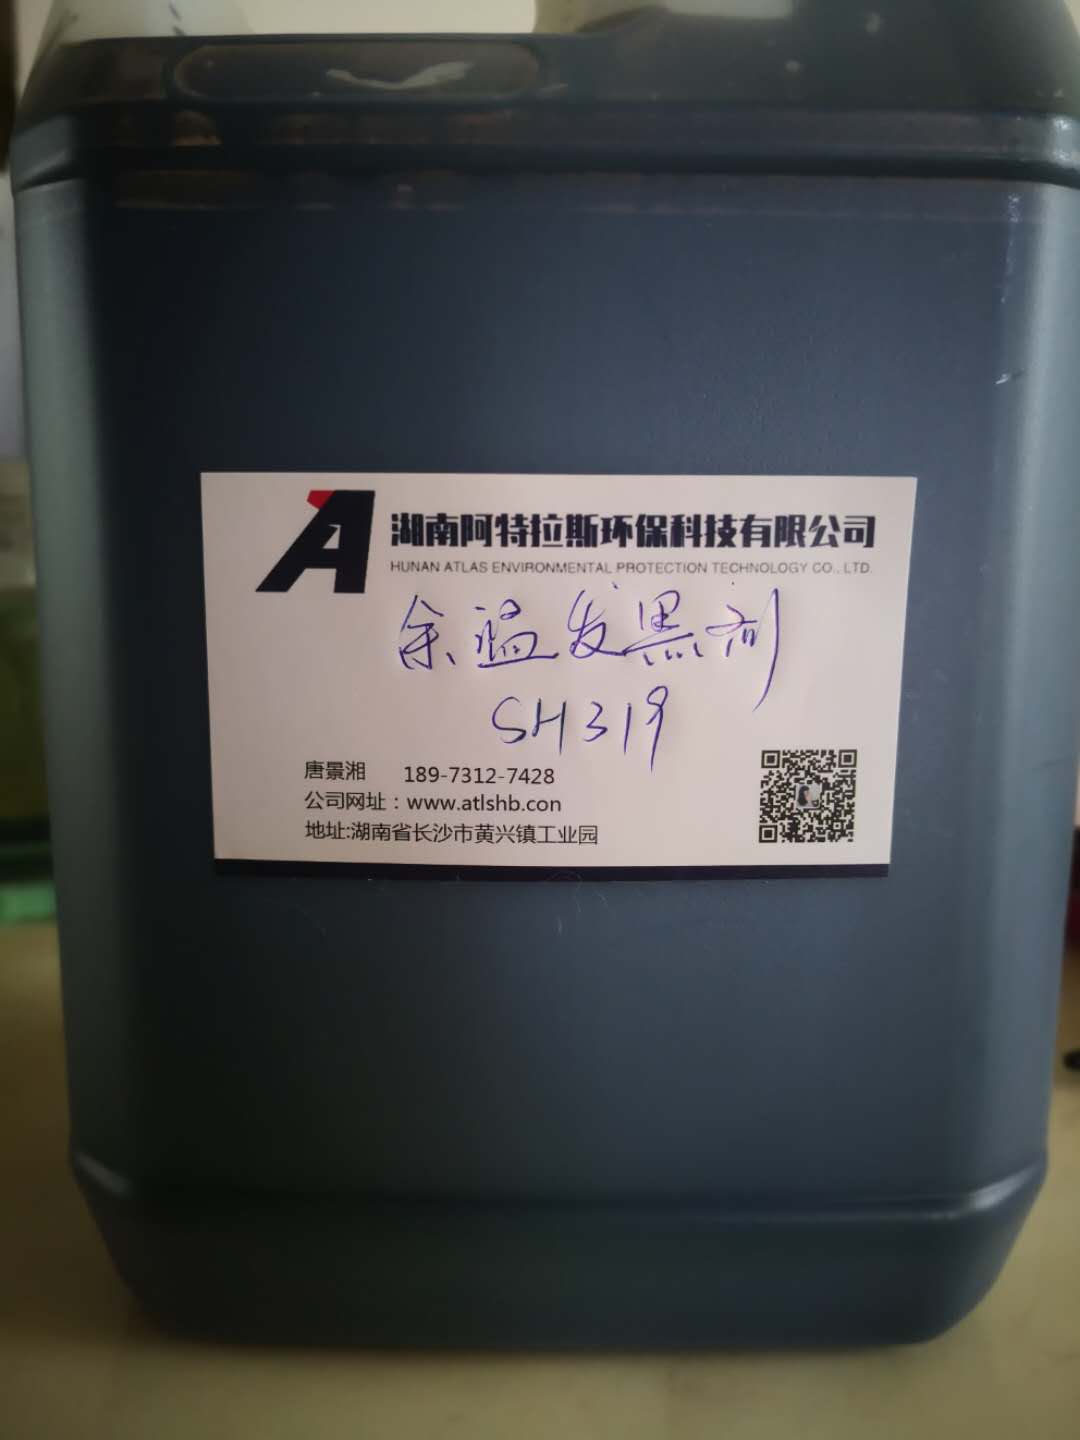 湖南阿特拉斯环保科技有限公司
HUNAN ATLAS ENVIRONMENTAL PROTECTION TECHNOLOGY CO., LTD.
余温发黑剂
SH319
唐景湘 189-7312-7428
公司网址：www.atlshb.con
地址:湖南省长沙市黄兴镇工业园